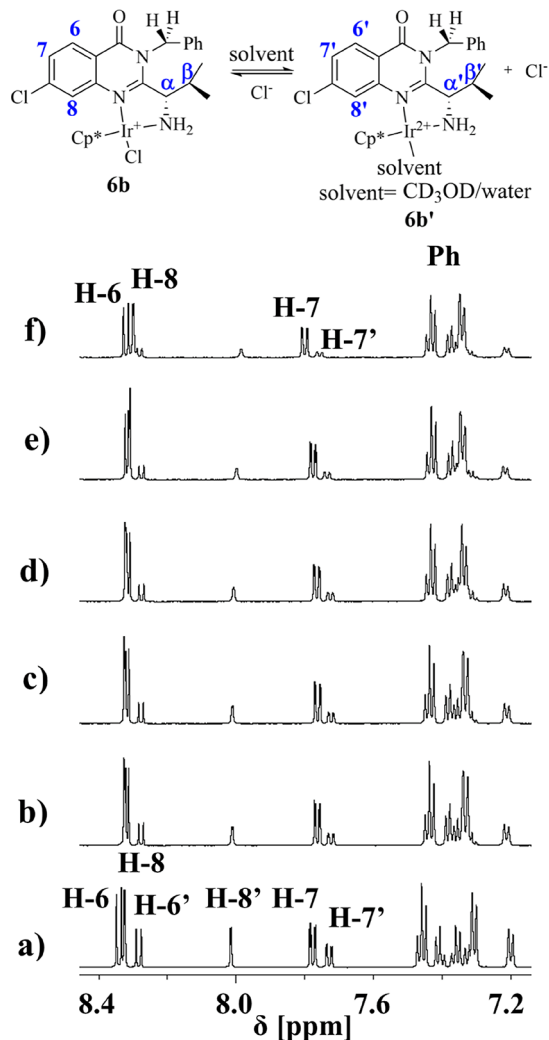 O H H
6
7
N Ph
solvent
Cl⁻
Cl 8 N α β
Cp* Ir⁺ NH₂
Cl
6b
O H H
6'
7'
N Ph
Cl 8' N α' β'
+ Cl⁻
Cp* Ir²⁺ NH₂
solvent
solvent= CD₃OD/water
6b'
Ph
H-6 H-8
H-7
H-7’
f)
e)
d)
c)
b)
H-8
H-6 H-6’ H-8’ H-7 H-7’
a)
8.4 8.0 7.6 7.2
δ [ppm]